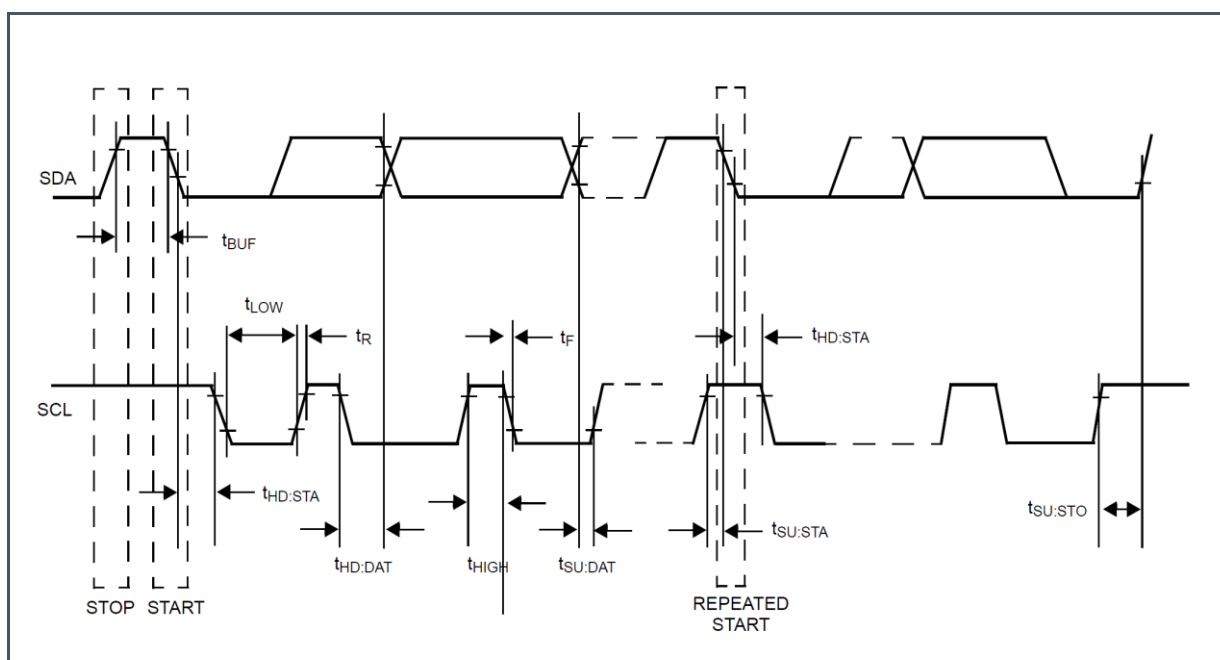 SDA
tBUF
tLOW
tR
tF
tHD:STA
SCL
tHD:STA
tSU:STA
tSU:STO
tHD:DAT
tHIGH
tSU:DAT
STOP
START
REPEATED
START